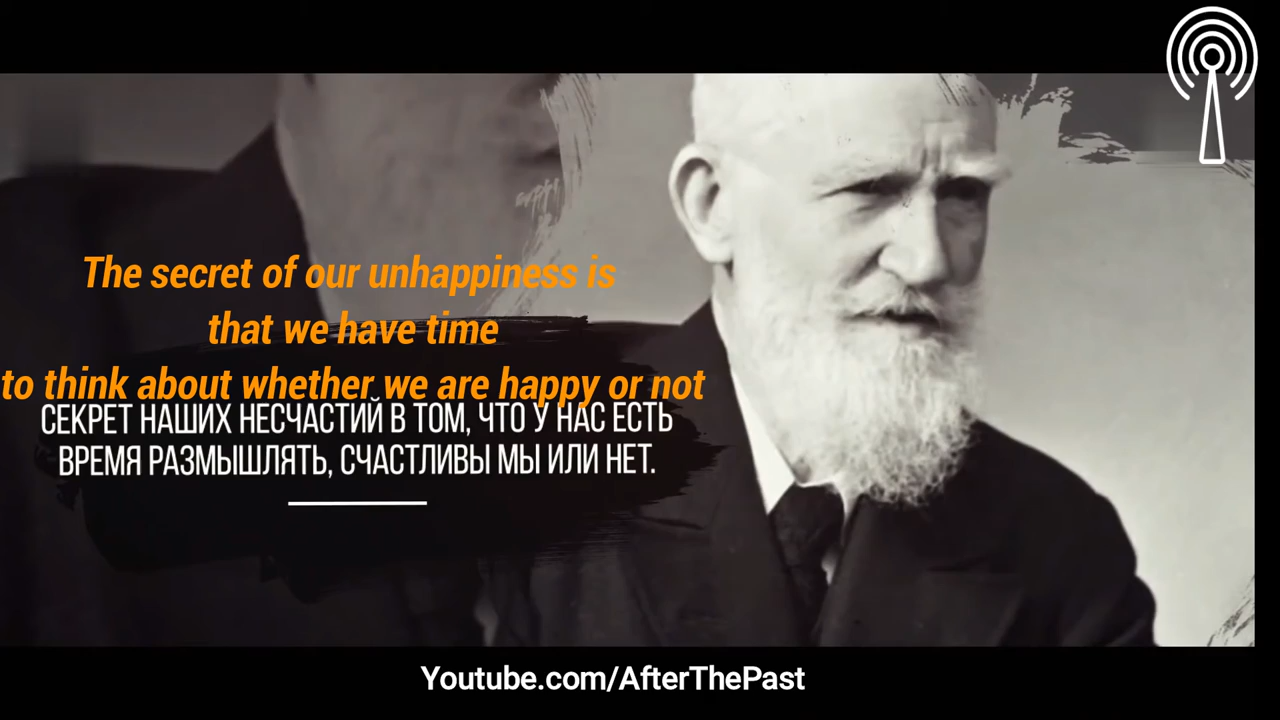 The secret of our unhappiness is
that we have time
to think about whether we are happy or not
СЕКРЕТ НАШИХ НЕСЧАСТИЙ В ТОМ, ЧТО У НАС ЕСТЬ
ВРЕМЯ РАЗМЫШЛЯТЬ, СЧАСТЛИВЫ МЫ ИЛИ НЕТ.
Youtube.com/AfterThePast